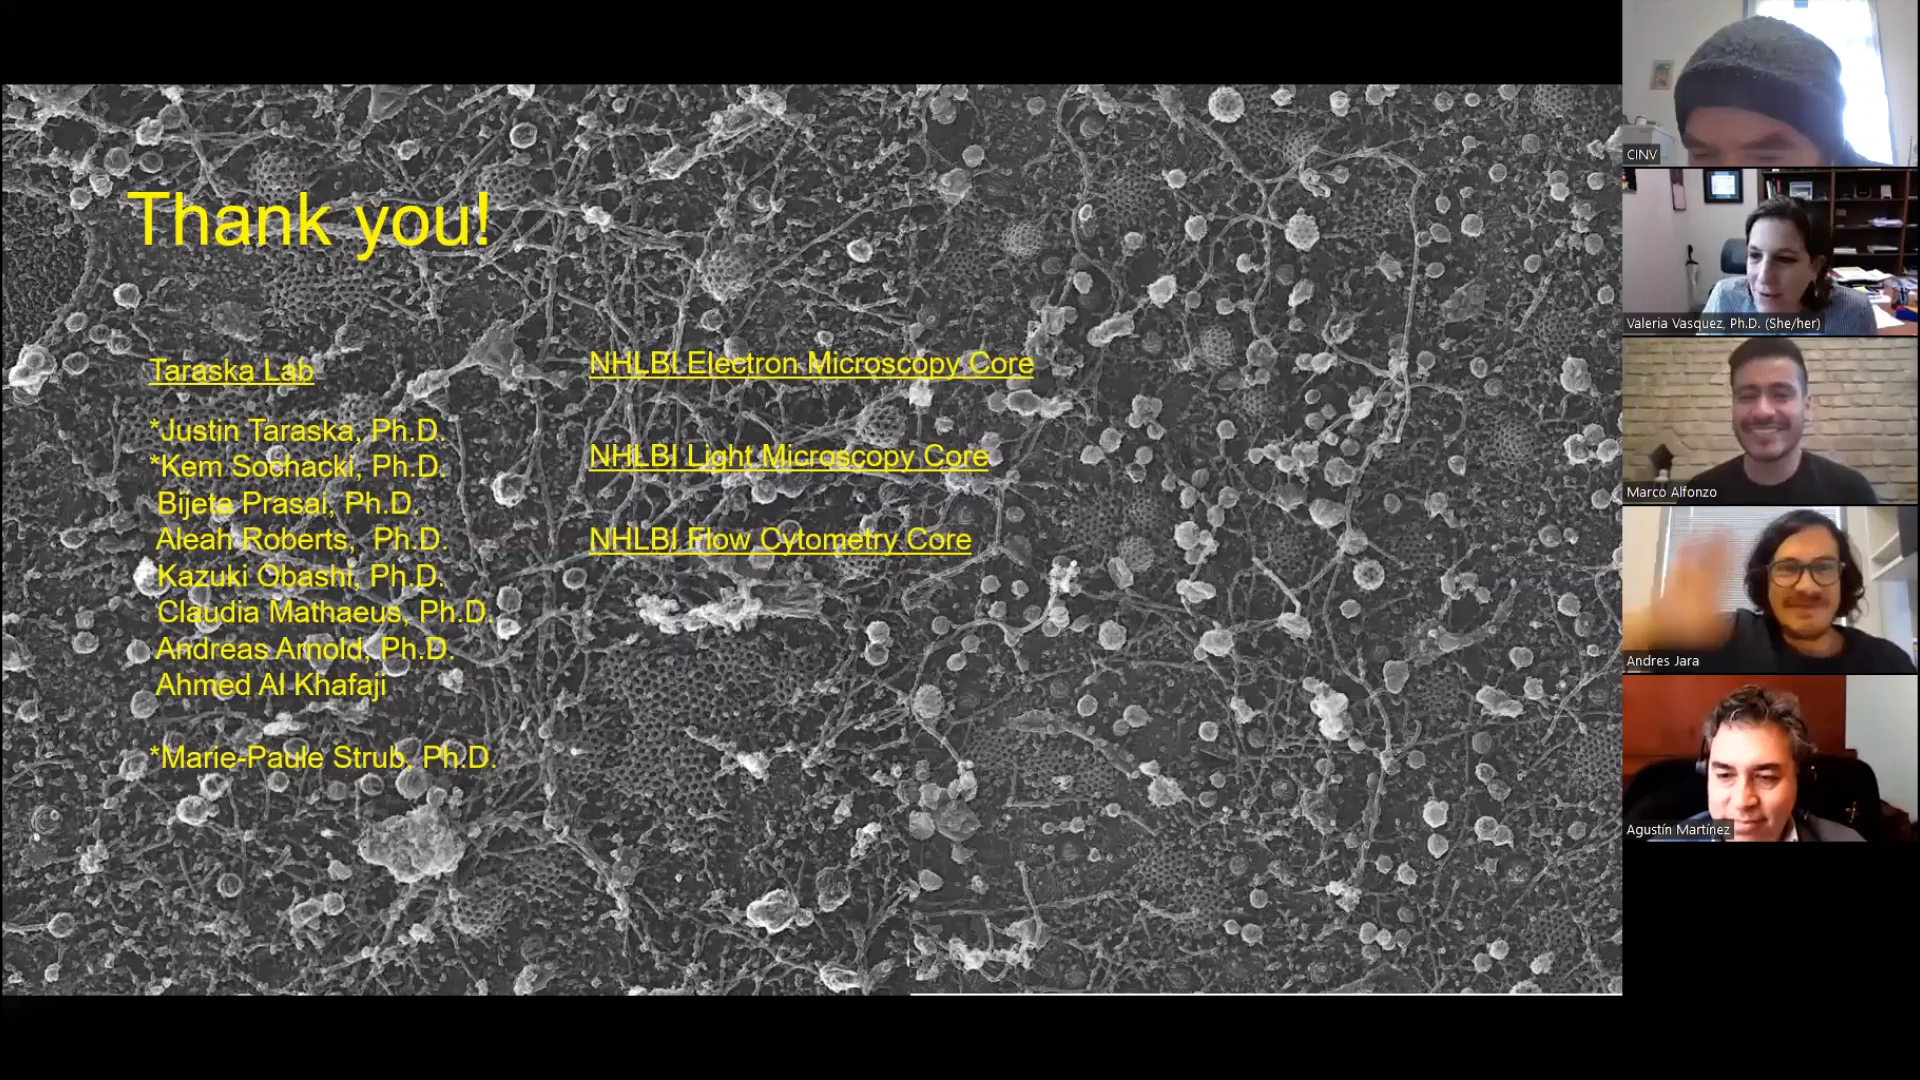 Thank you!
Taraska Lab
*Justin Taraska, Ph.D.
*Kem Sochacki, Ph.D.
Bijeta Prasai, Ph.D.
Aleah Roberts, Ph.D.
Kazuki Obashi, Ph.D.
Claudia Mathaeus, Ph.D.
Andreas Arnold, Ph.D.
Ahmed Al Khafaji
*Marie-Paule Strub, Ph.D.
NHLBI Electron Microscopy Core
NHLBI Light Microscopy Core
NHLBI Flow Cytometry Core
CINV
Valeria Vasquez, Ph.D. (She/her)
Marco Alfonzo
Andres Jara
Agustín Martínez